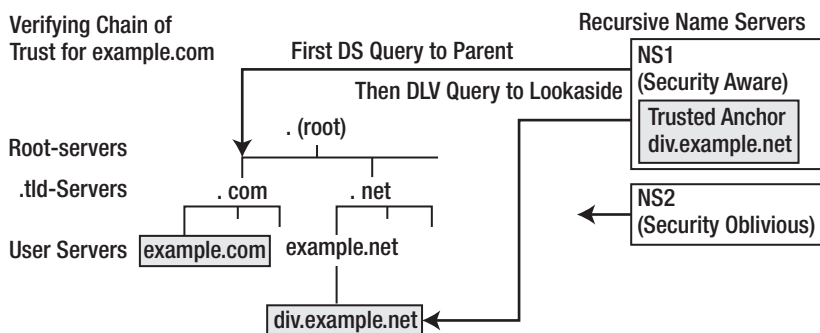 Verifying Chain of
Trust for example.com
Recursive Name Servers
First DS Query to Parent
Then DLV Query to Lookaside
NS1
(Security Aware)
Trusted Anchor
div.example.net
NS2
(Security Oblivious)
. (root)
Root-servers
.tld-Servers
. com
. net
User Servers
example.com
example.net
div.example.net